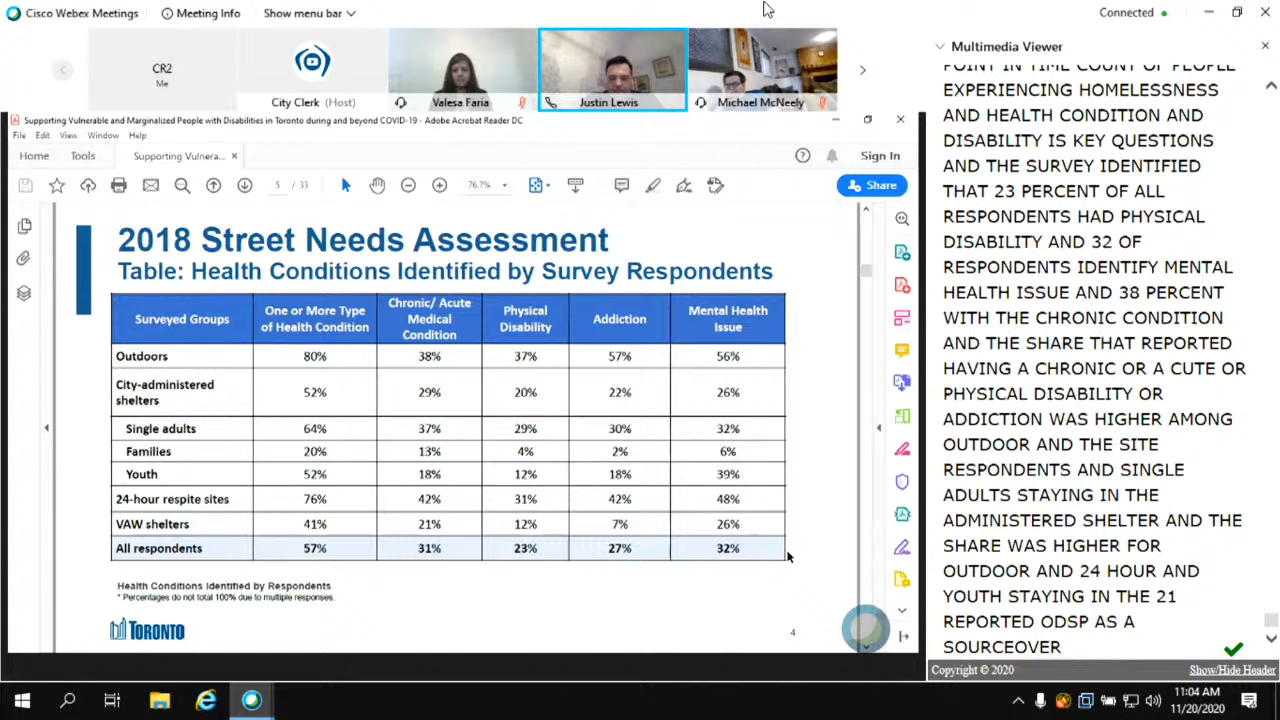 Cisco Webex Meetings Meeting Info Show menu bar Connected
CR2
Me
City Clerk (Host)
Valesa Faria
Justin Lewis
Michael McNeely
Supporting Vulnerable and Marginalized People with Disabilities in Toronto during and beyond COVID-19 - Adobe Acrobat Reader DC
File Edit View Window Help
Home Tools Supporting Vulnera... × Sign In
5 / 33 76.7% Share
2018 Street Needs Assessment
Table: Health Conditions Identified by Survey Respondents
Surveyed Groups One or More Type of Health Condition Chronic/ Acute Medical Condition Physical Disability Addiction Mental Health Issue
Outdoors 80% 38% 37% 57% 56%
City-administered shelters 52% 29% 20% 22% 26%
Single adults 64% 37% 29% 30% 32%
Families 20% 13% 4% 2% 6%
Youth 52% 18% 12% 18% 39%
24-hour respite sites 76% 42% 31% 42% 48%
VAW shelters 41% 21% 12% 7% 26%
All respondents 57% 31% 23% 27% 32%
Health Conditions Identified by Respondents
* Percentages do not total 100% due to multiple responses.
TORONTO
4
Multimedia Viewer
POINT IN TIME COUNT OF PEOPLE
EXPERIENCING HOMELESSNESS
AND HEALTH CONDITION AND
DISABILITY IS KEY QUESTIONS
AND THE SURVEY IDENTIFIED
THAT 23 PERCENT OF ALL
RESPONDENTS HAD PHYSICAL
DISABILITY AND 32 OF
RESPONDENTS IDENTIFY MENTAL
HEALTH ISSUE AND 38 PERCENT
WITH THE CHRONIC CONDITION
AND THE SHARE THAT REPORTED
HAVING A CHRONIC OR A CUTE OR
PHYSICAL DISABILITY OR
ADDICTION WAS HIGHER AMONG
OUTDOOR AND THE SITE
RESPONDENTS AND SINGLE
ADULTS STAYING IN THE
ADMINISTERED SHELTER AND THE
SHARE WAS HIGHER FOR
OUTDOOR AND 24 HOUR AND
YOUTH STAYING IN THE 21
REPORTED ODSP AS A
SOURCEOVER
Copyright © 2020 Show/Hide Header
11:04 AM
11/20/2020